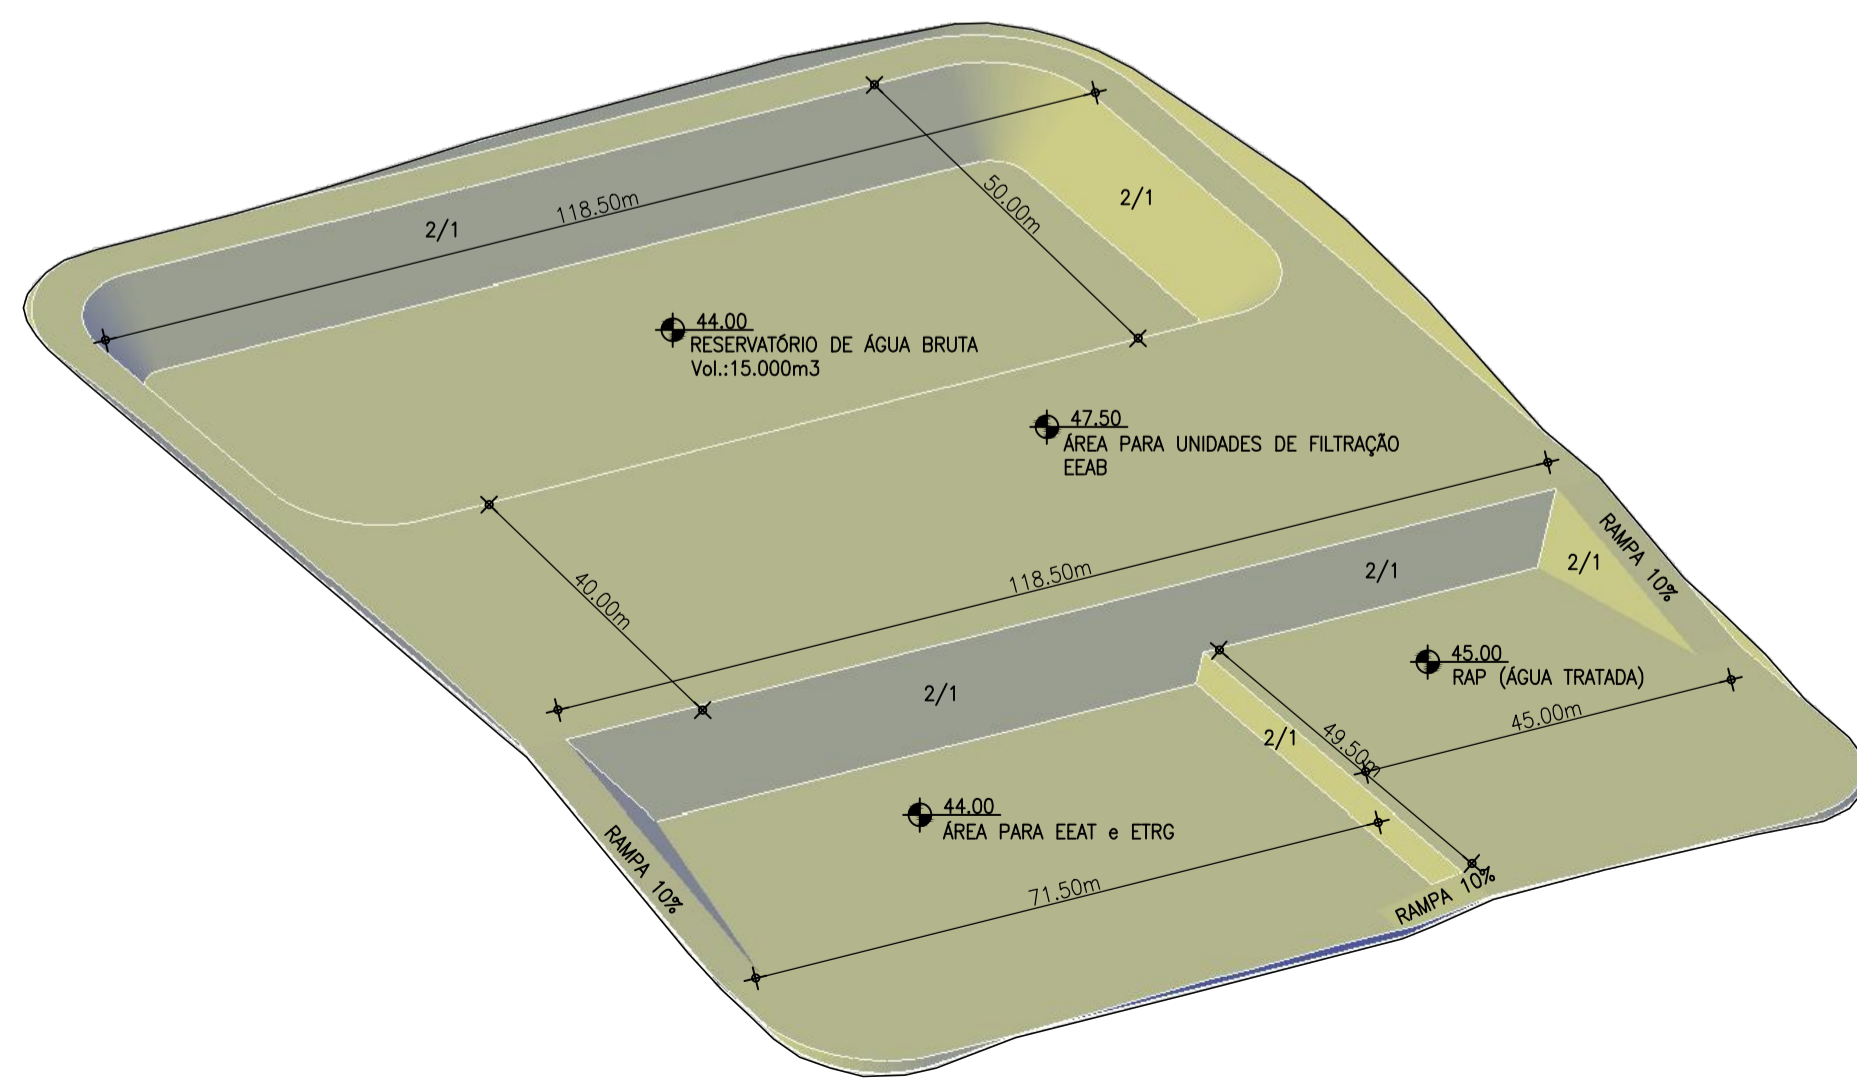 118.50m
2/1
50.00m
2/1
44.00
RESERVATÓRIO DE ÁGUA BRUTA
Vol.:15.000m3
47.50
ÁREA PARA UNIDADES DE FILTRAÇÃO
EEAB
40.00m
118.50m
2/1
2/1
RAMPA 10%
2/1
45.00
RAP (ÁGUA TRATADA)
45.00m
49.50m
2/1
44.00
ÁREA PARA EEAT e ETRG
RAMPA 10%
71.50m
RAMPA 10%